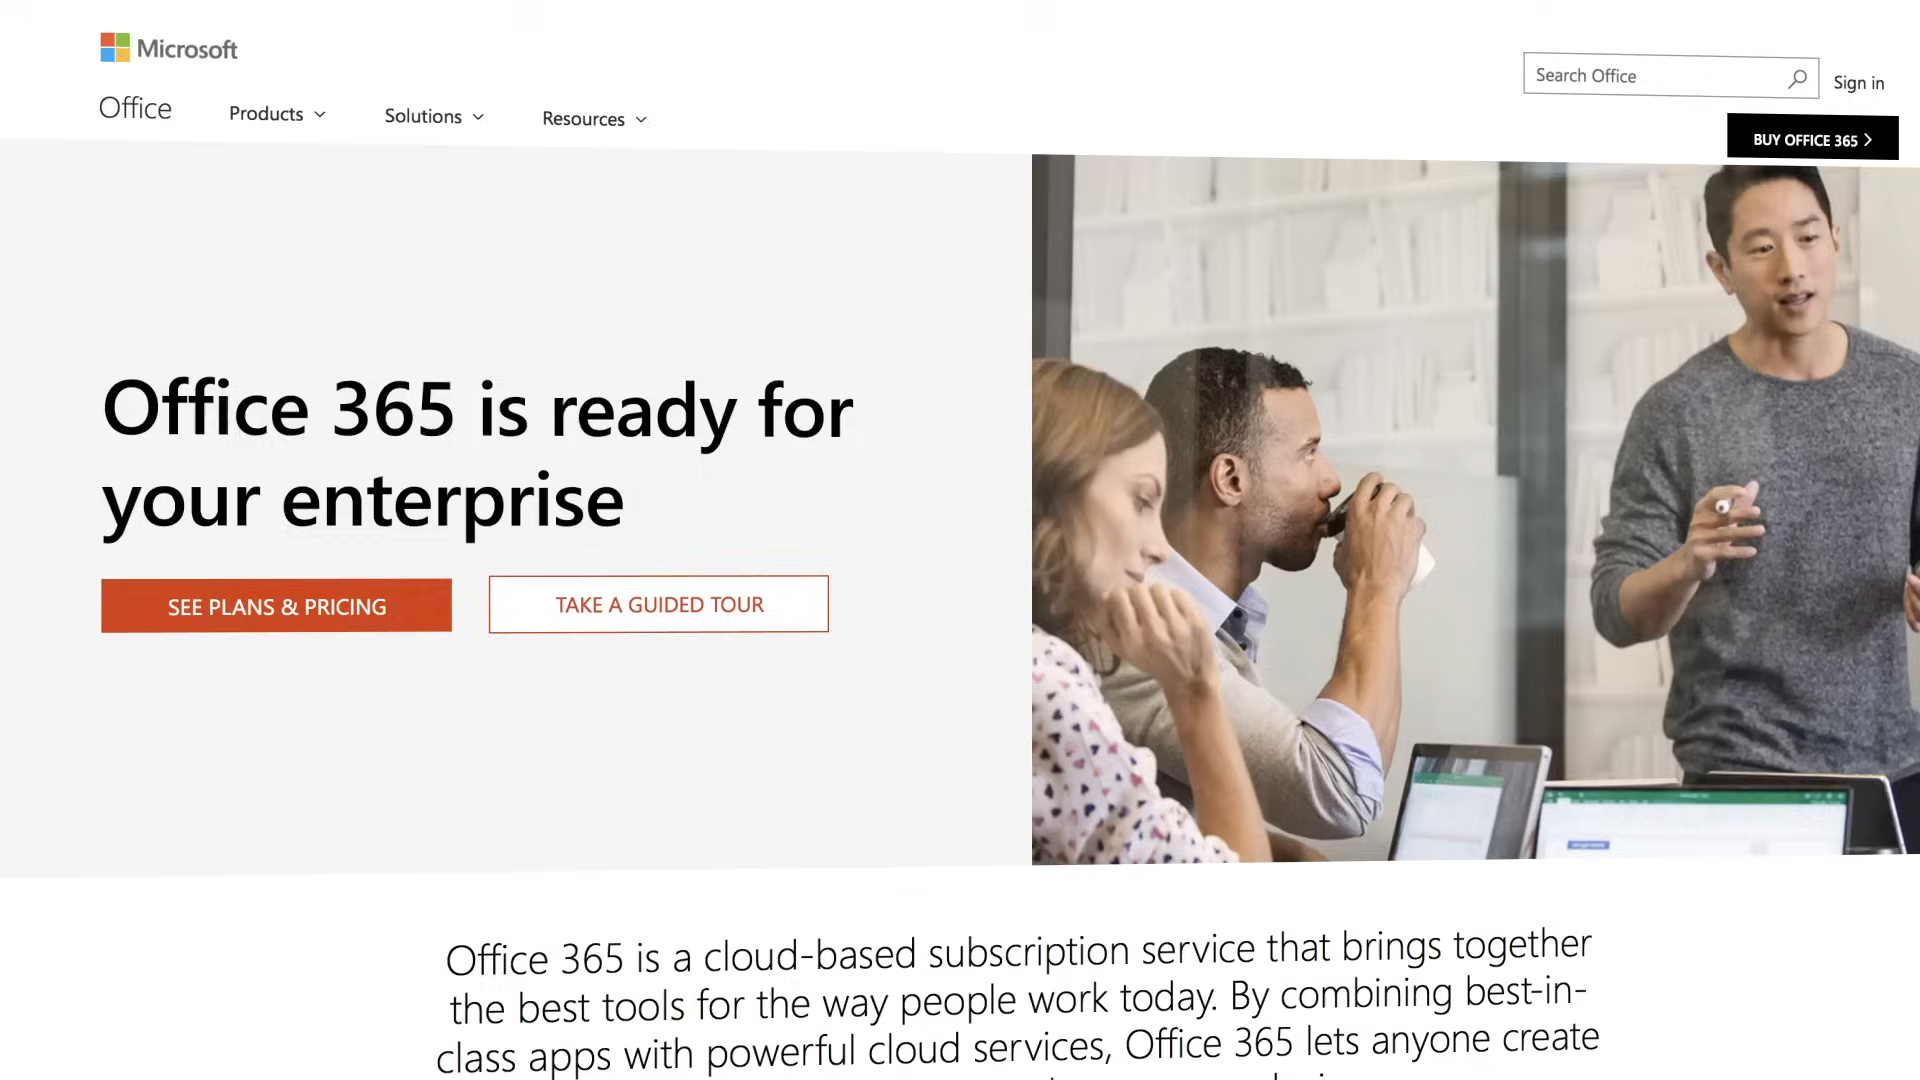 Microsoft
Office
Products
Solutions
Resources
Search Office
Sign in
BUY OFFICE 365
Office 365 is ready for
your enterprise
SEE PLANS & PRICING
TAKE A GUIDED TOUR
Office 365 is a cloud-based subscription service that brings together
the best tools for the way people work today. By combining best-in-
class apps with powerful cloud services, Office 365 lets anyone create